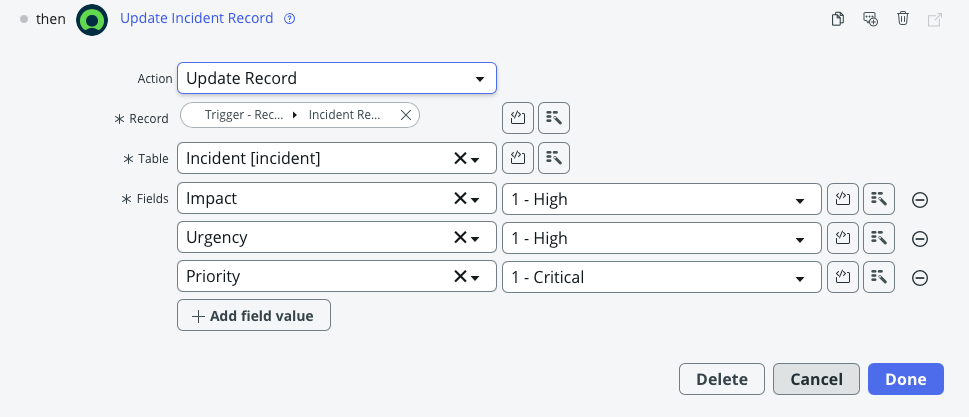 then Update Incident Record
Action Update Record
* Record Trigger - Rec... ▸ Incident Re...
* Table Incident [incident]
* Fields Impact 1 - High
Urgency 1 - High
Priority 1 - Critical
+ Add field value
Delete Cancel Done